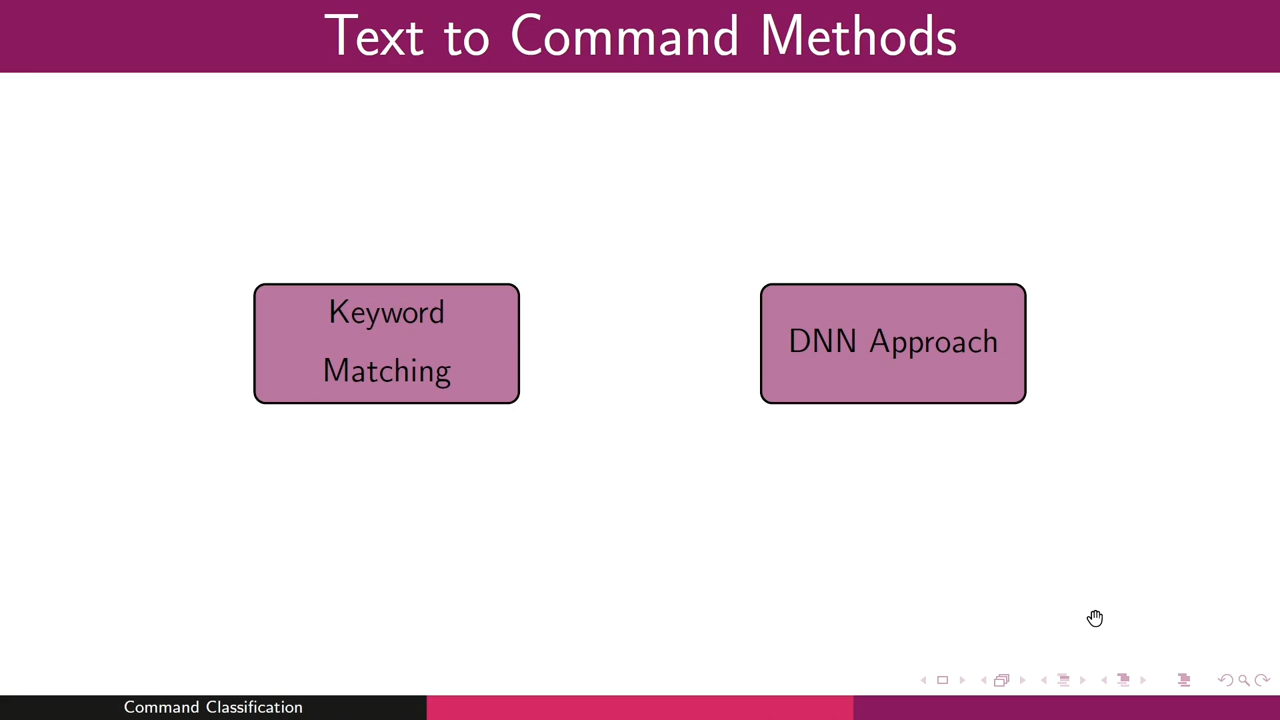 Text to Command Methods
Keyword
Matching
DNN Approach
Command Classification